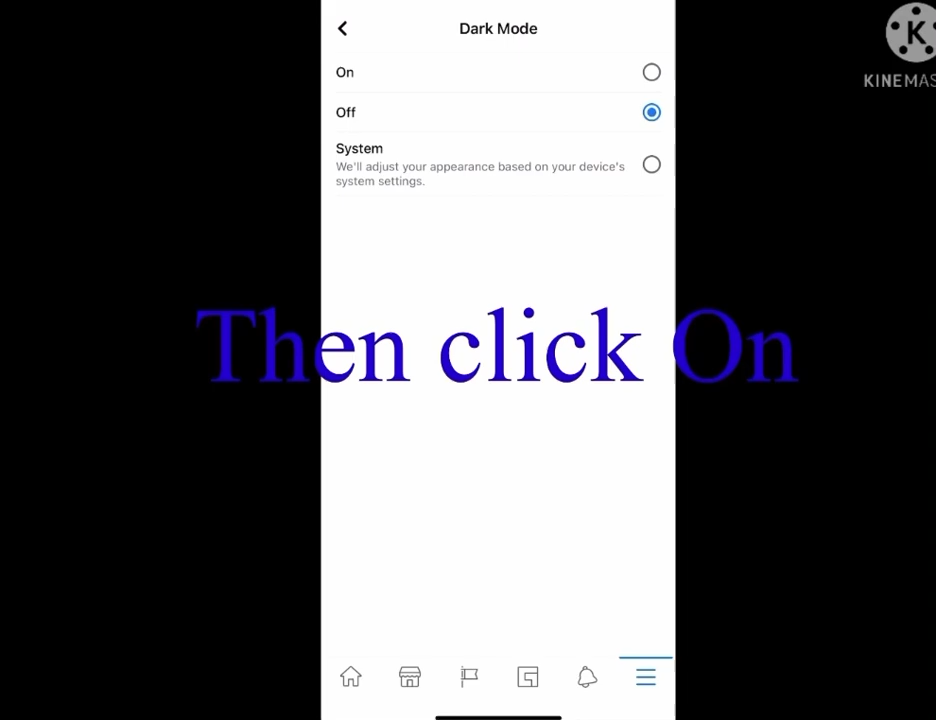 Dark Mode
K
KINEMAS
On
Off
System
We'll adjust your appearance based on your device's
system settings.
Then click On